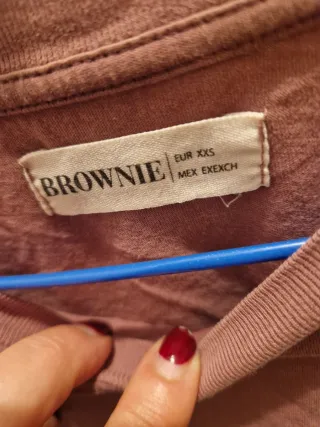 BROWNIE
EUR XXS
MEX EXEXCH